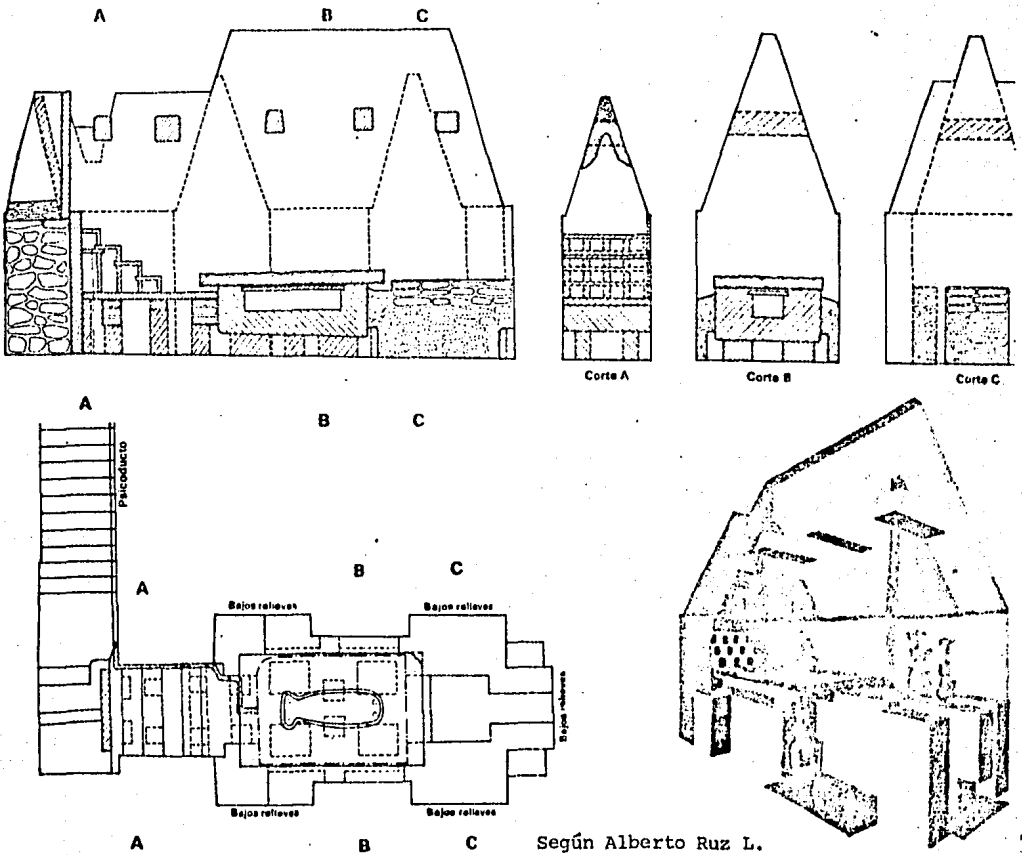 A B C
Corte A Corte B Corte C
A B C
Psicoducto
A B C
Bajos relieves Bajos relieves
Bajos relieves
Bajos relieves Bajos relieves
A B C Según Alberto Ruz L.